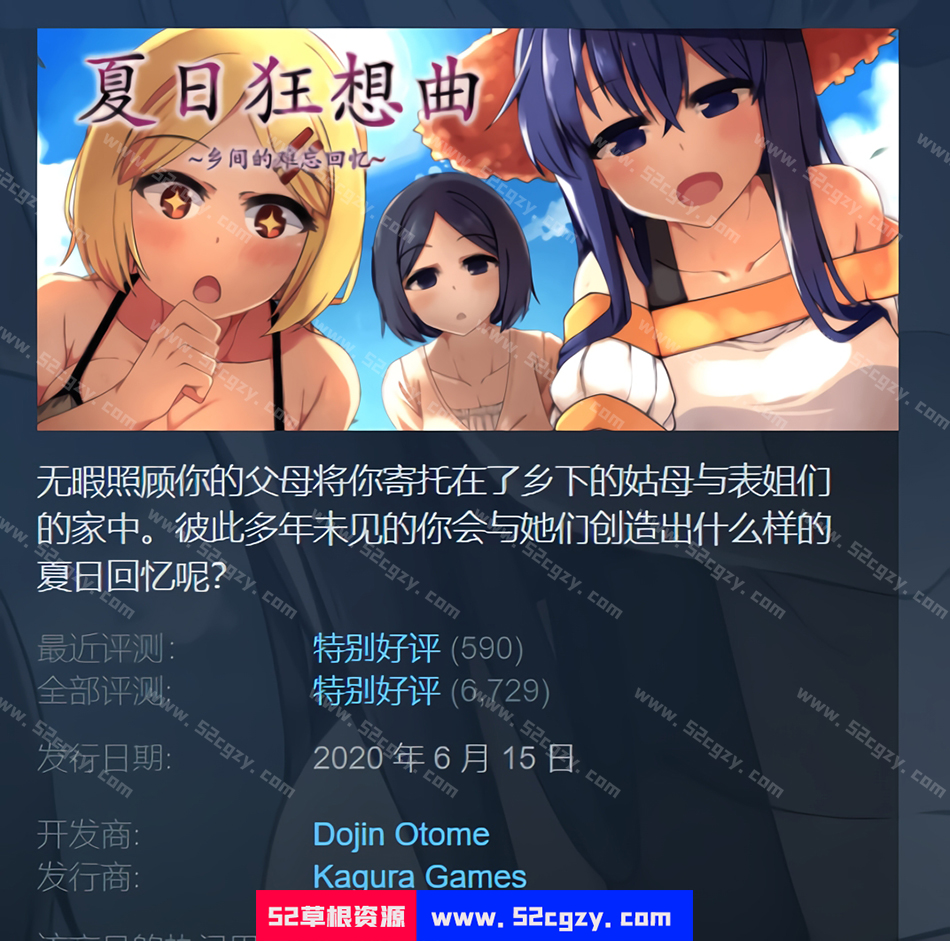 夏日狂想曲
~乡间的难忘回忆~
无暇照顾你的父母将你寄托在了乡下的姑母与表姐们
的家中。彼此多年未见的你会与她们创造出什么样的
夏日回忆呢?
最近评测: 特别好评 (590)
全部评测: 特别好评 (6,729)
发行日期: 2020 年 6 月 15 日
开发商: Dojin Otome
发行商: Kagura Games
52草根资源 www.52cgzy.com